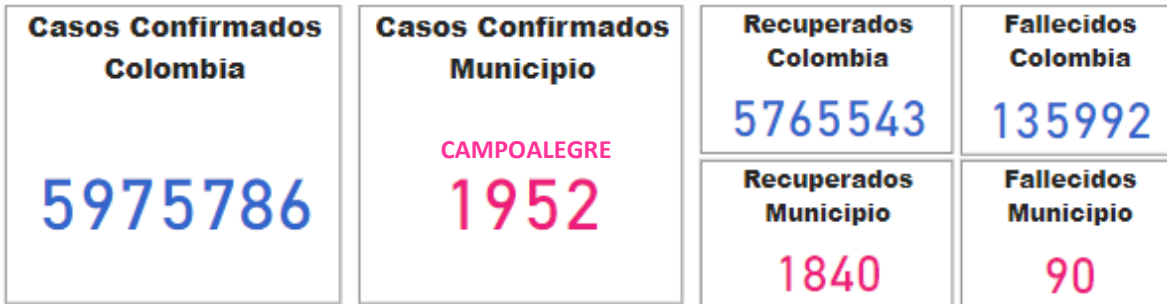 Casos Confirmados
Colombia
5975786
Casos Confirmados
Municipio
CAMPOALEGRE
1952
Recuperados
Colombia
5765543
Fallecidos
Colombia
135992
Recuperados
Municipio
1840
Fallecidos
Municipio
90